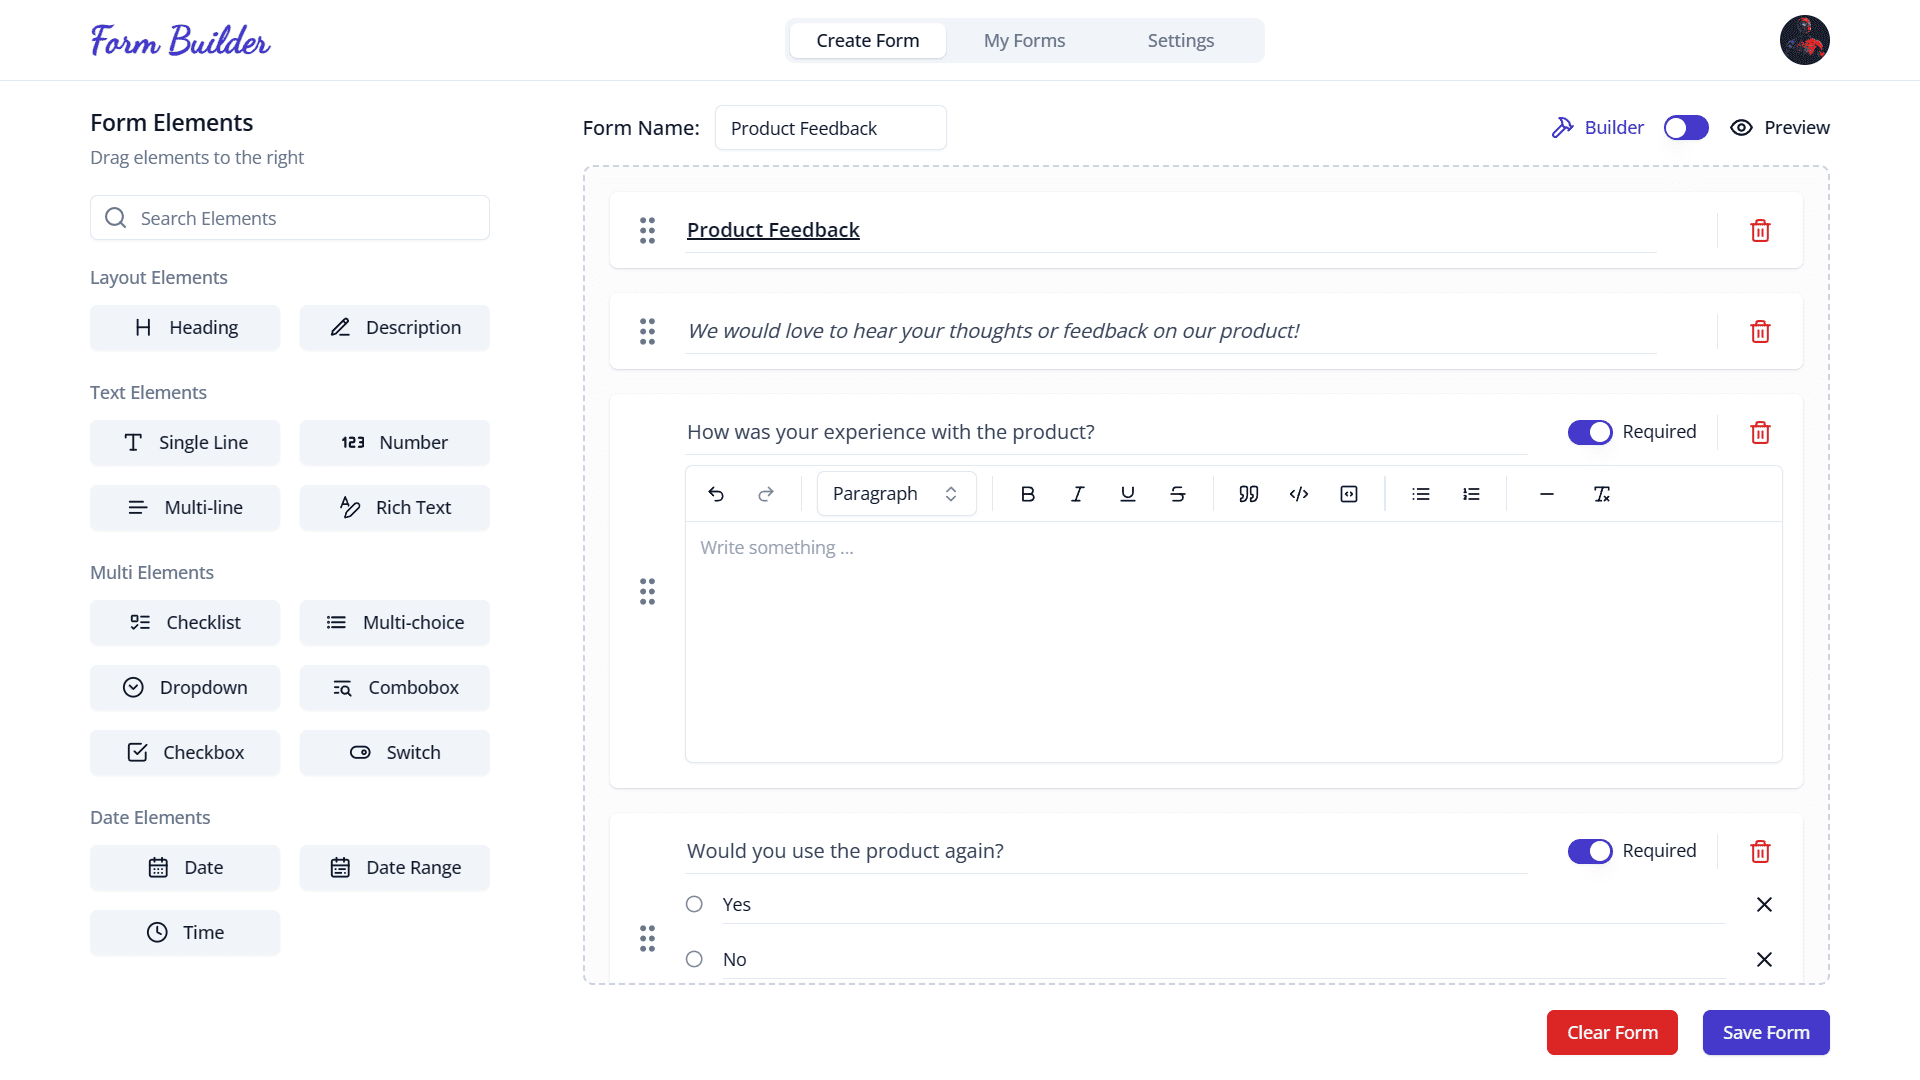 Form Builder
Create Form
My Forms
Settings
Form Elements
Drag elements to the right
Search Elements
Layout Elements
Heading
Description
Text Elements
Single Line
123 Number
Multi-line
Rich Text
Multi Elements
Checklist
Multi-choice
Dropdown
Combobox
Checkbox
Switch
Date Elements
Date
Date Range
Time
Form Name: Product Feedback
Builder
Preview
Product Feedback
We would love to hear your thoughts or feedback on our product!
How was your experience with the product?
Required
Paragraph
Write something ...
Would you use the product again?
Required
Yes
No
Clear Form
Save Form